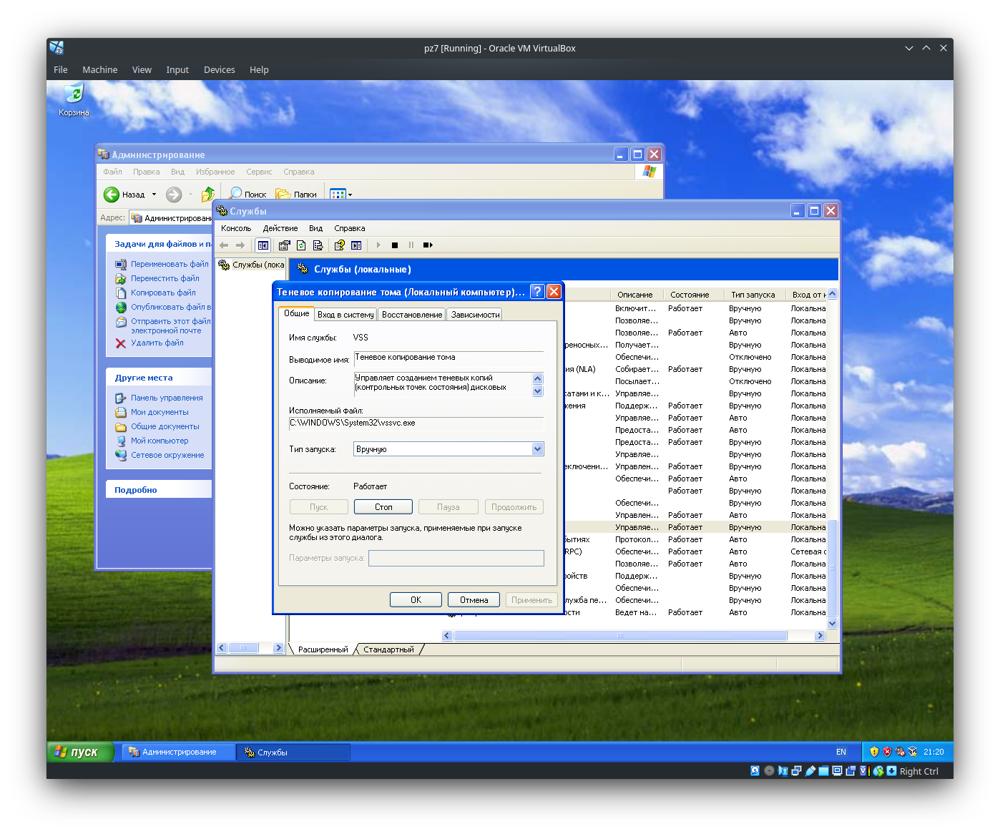 pz7 [Running] - Oracle VM VirtualBox
File Machine View Input Devices Help
Корзина
Администрирование
Файл Правка Вид Избранное Сервис Справка
Назад Поиск Папки
Адрес: Администрирован
Задачи для файлов и п
Переименовать файл
Переместить файл
Копировать файл
Опубликовать файл в
Отправить этот файл
электронной почте
Удалить файл
Другие места
Панель управления
Мои документы
Общие документы
Мой компьютер
Сетевое окружение
Подробно
Службы
Консоль Действие Вид Справка
Службы (лока
Службы (локальные)
Описание Состояние Тип запуска Вход от и
Включит... Работает Вручную Локальна
Позволяе... Вручную Локальна
Позволяе... Работает Авто Локальна
реносных... Получает... Вручную Локальна
Обеспечи... Отключено Локальна
ия (NLA) Собирает... Работает Вручную Локальна
Посылает... Отключено Локальна
катами и к... Управляе... Вручную Локальна
жения Поддерж... Работает Вручную Локальна
Управляе... Работает Авто Локальна
Предоста... Работает Авто Локальна
Предоста... Работает Вручную Локальна
Управляе... Вручную Локальна
еключени... Управлен... Работает Вручную Локальна
Обеспечи... Работает Авто Локальна
Работает Вручную Локальна
Обеспечи... Вручную Локальна
Управлен... Работает Авто Локальна
Управляе... Работает Вручную Локальна
бытиях Протокол... Работает Авто Локальна
RPC) Обеспечи... Работает Авто Сетевая с
Позволяе... Работает Авто Локальна
ройств Поддерж... Вручную Локальна
Обеспечи... Вручную Локальна
лужба пе... Обеспечи... Вручную Локальна
ости Ведет на... Работает Авто Локальна
Расширенный Стандартный
Теневое копирование тома (Локальный компьютер)...
Общие Вход в систему Восстановление Зависимости
Имя службы: VSS
Выводимое имя: Теневое копирование тома
Описание: Управляет созданием теневых копий
(контрольных точек состояния) дисковых
Исполняемый файл:
C:\WINDOWS\System32\vssvc.exe
Тип запуска: Вручную
Состояние: Работает
Пуск Стоп Пауза Продолжить
Можно указать параметры запуска, применяемые при запуске
службы из этого диалога.
Параметры запуска:
ОК Отмена Применить
пуск Администрирование Службы EN 21:20
Right Ctrl